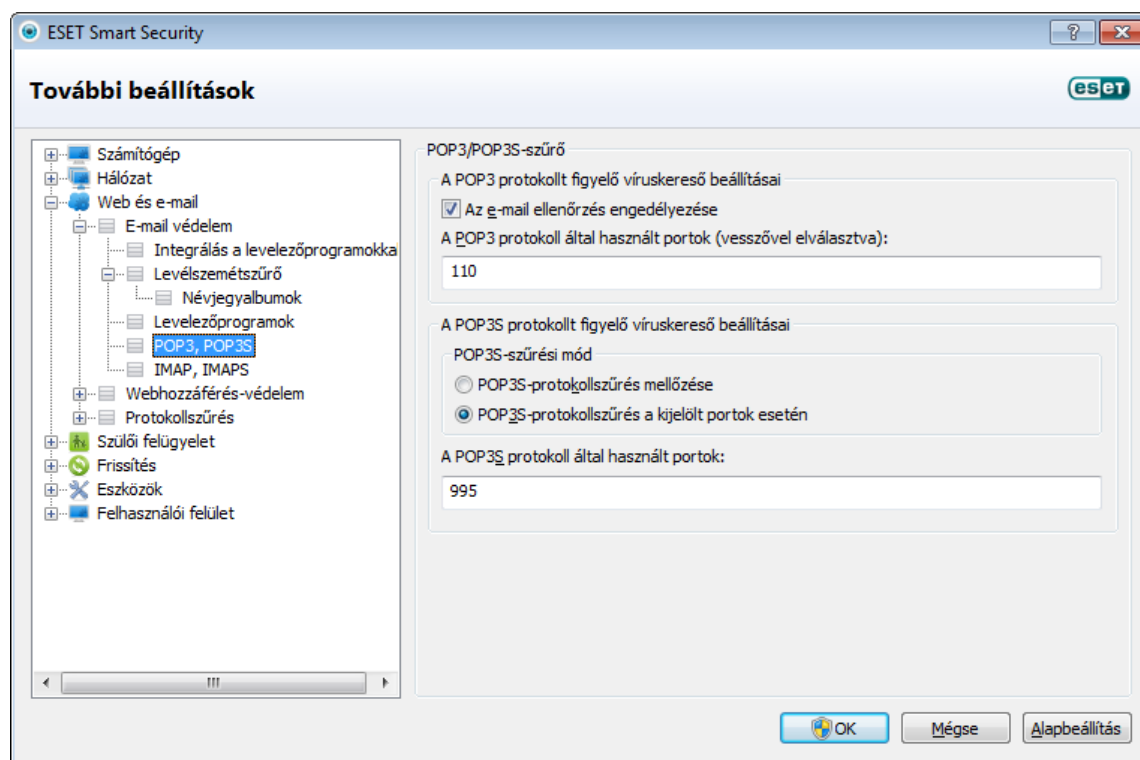 ESET Smart Security
További beállítások
eseт
Számítógép
Hálózat
Web és e-mail
E-mail védelem
Integrálás a levelezőprogramokka
Levélszemétszűrő
Névjegyalbumok
Levelezőprogramok
POP3, POP3S
IMAP, IMAPS
Webhozzáférés-védelem
Protokollszűrés
Szülői felügyelet
Frissítés
Eszközök
Felhasználói felület
POP3/POP3S-szűrő
A POP3 protokollt figyelő víruskereső beállításai
Az e-mail ellenőrzés engedélyezése
A POP3 protokoll által használt portok (vesszővel elválasztva):
110
A POP3S protokollt figyelő víruskereső beállításai
POP3S-szűrési mód
POP3S-protokollszűrés mellőzése
POP3S-protokollszűrés a kijelölt portok esetén
A POP3S protokoll által használt portok:
995
OK
Mégse
Alapbeállítás